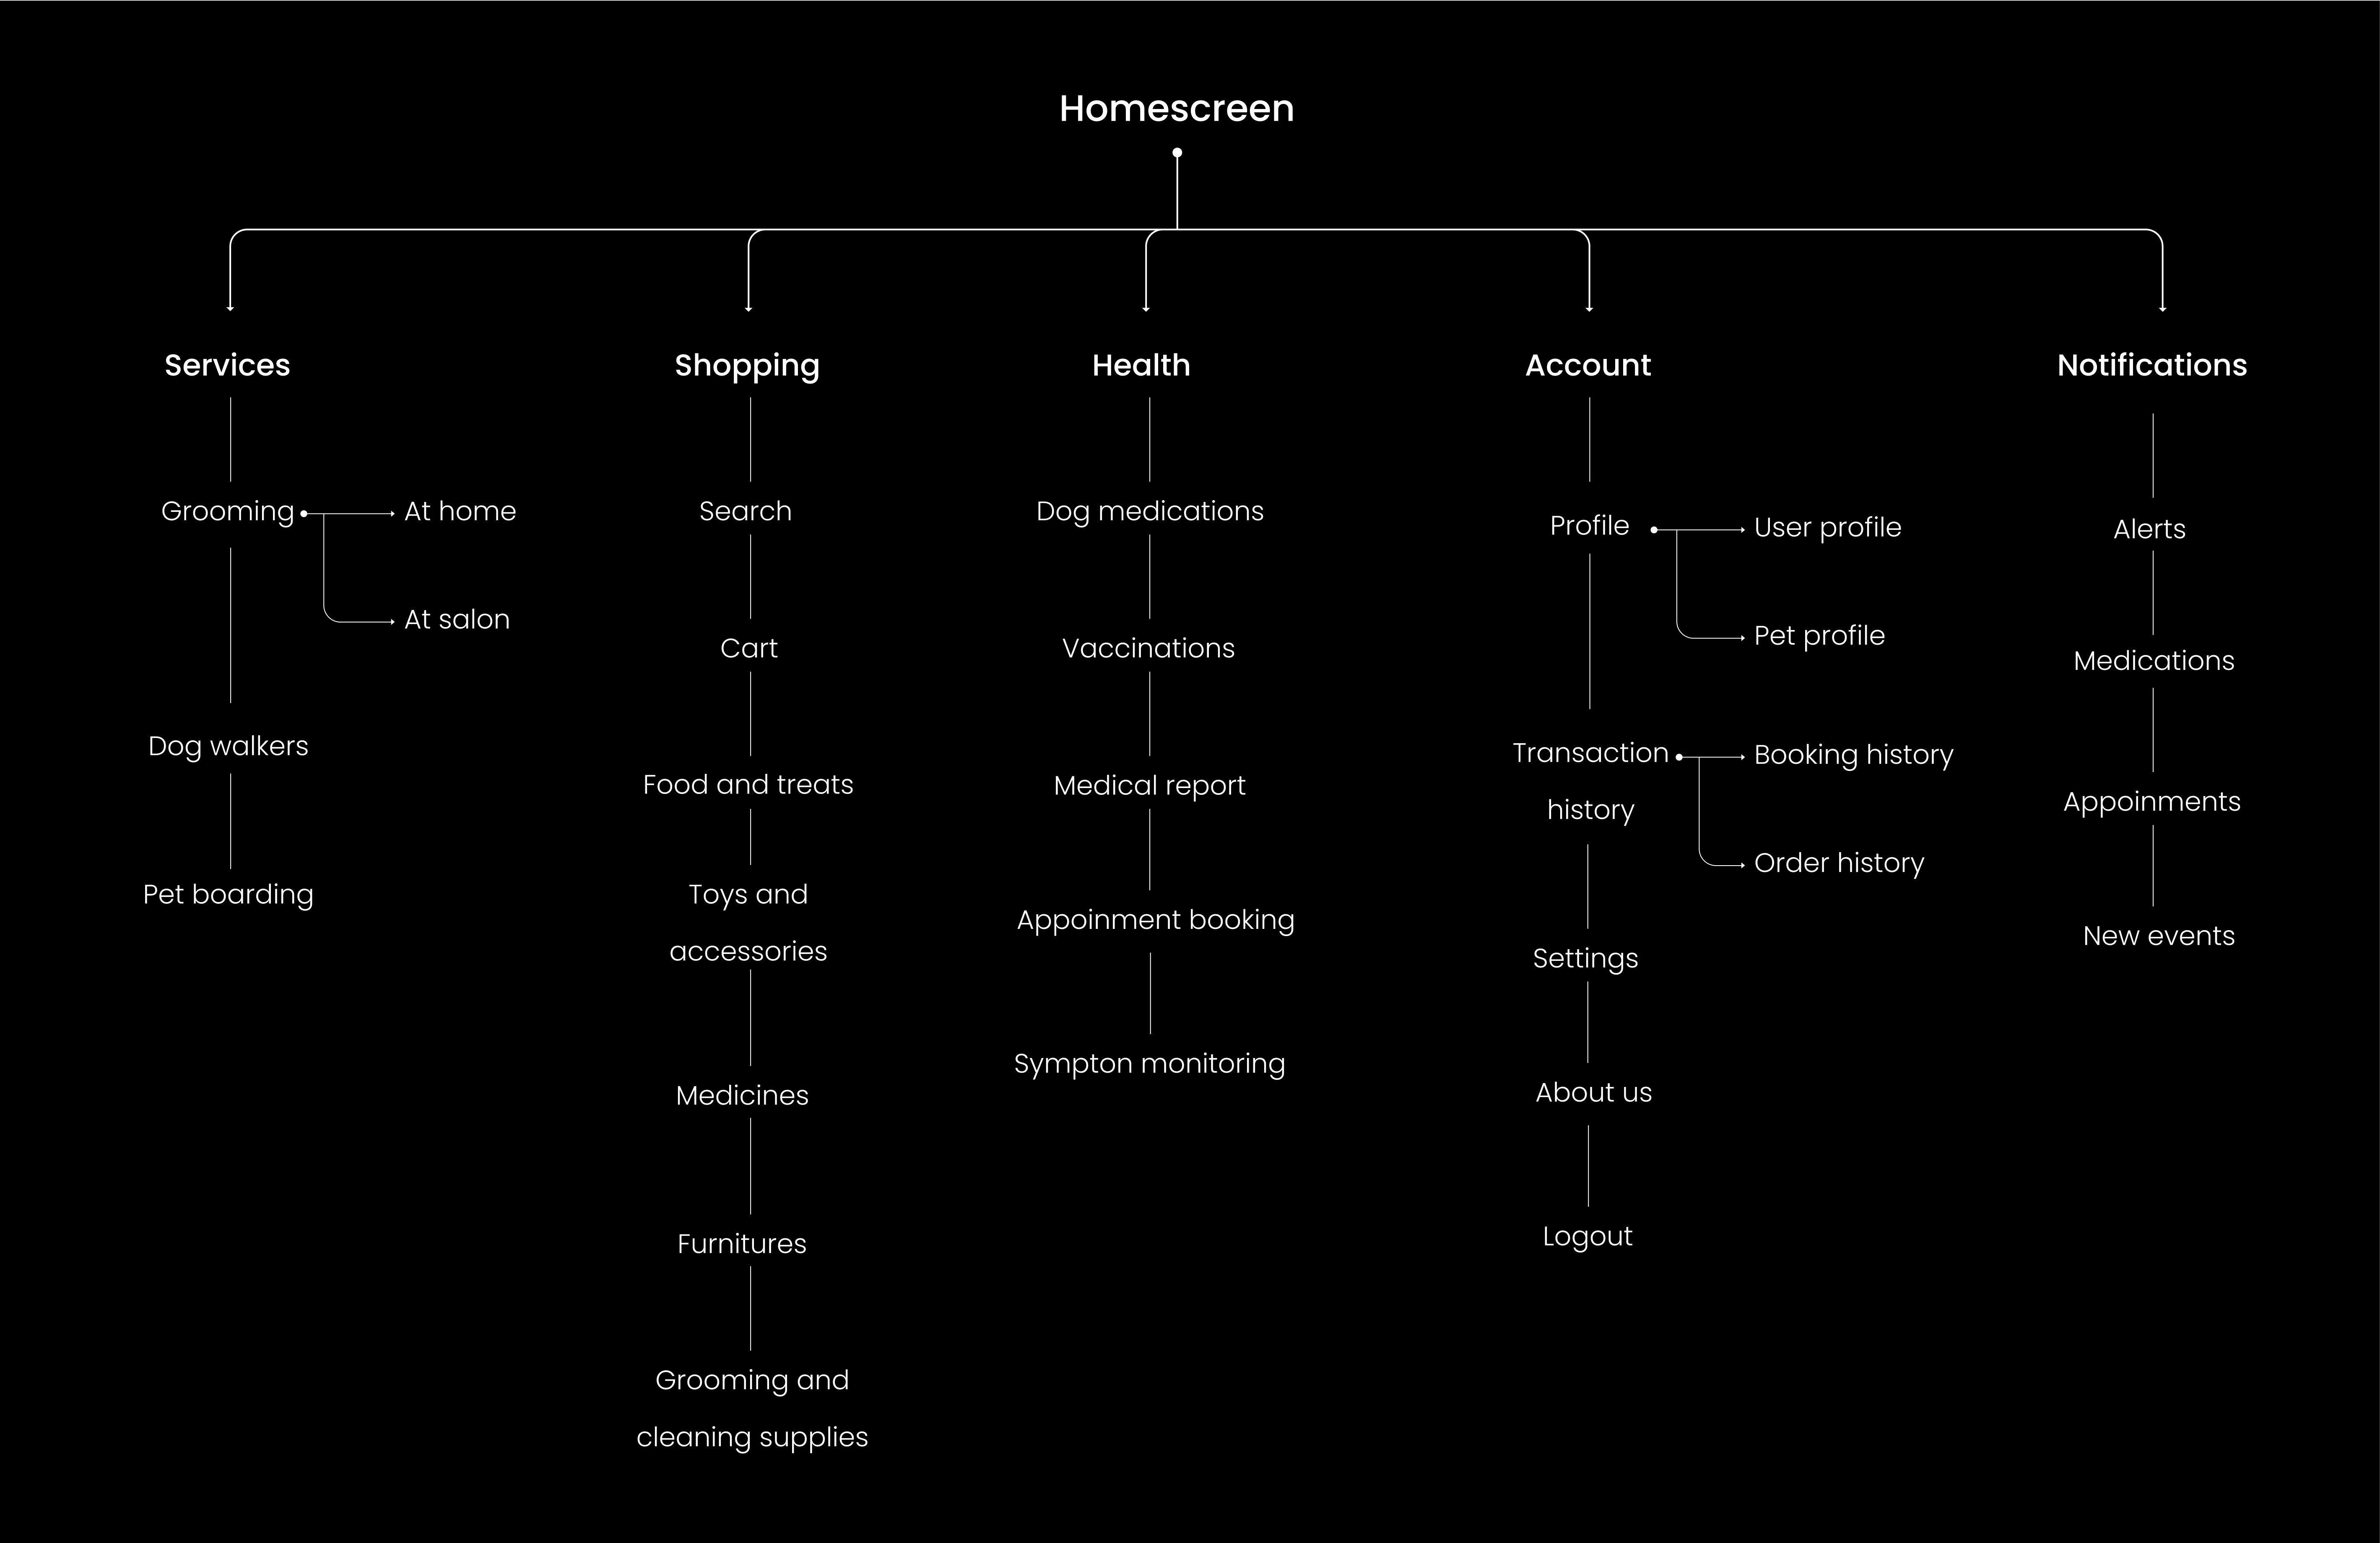 Homescreen
Services
Grooming
At home
At salon
Dog walkers
Pet boarding
Shopping
Search
Cart
Food and treats
Toys and
accessories
Medicines
Furnitures
Grooming and
cleaning supplies
Health
Dog medications
Vaccinations
Medical report
Appoinment booking
Sympton monitoring
Account
Profile
User profile
Pet profile
Transaction
history
Booking history
Order history
Settings
About us
Logout
Notifications
Alerts
Medications
Appoinments
New events